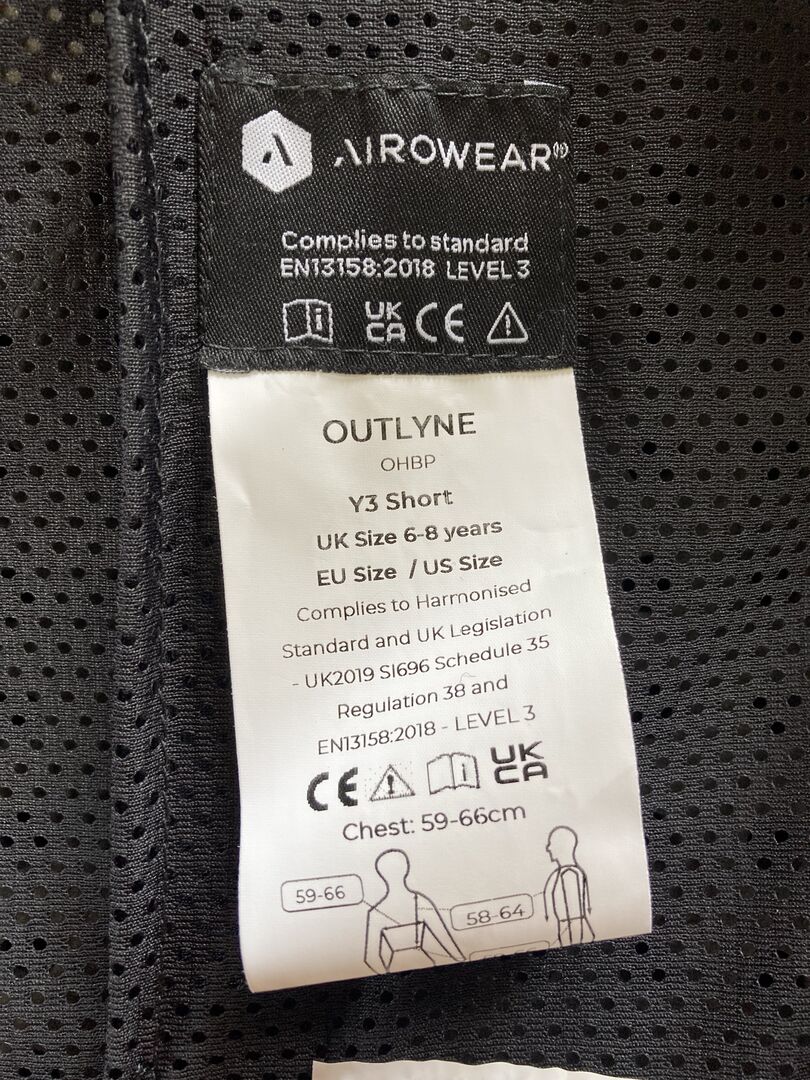 AIROWEAR®
Complies to standard
EN13158:2018 LEVEL 3
UK
CA CE
OUTLYNE
OHBP
Y3 Short
UK Size 6-8 years
EU Size / US Size
Complies to Harmonised
Standard and UK Legislation
- UK2019 SI696 Schedule 35
Regulation 38 and
EN13158:2018 - LEVEL 3
CE UK
CA
Chest: 59-66cm
59-66
58-64